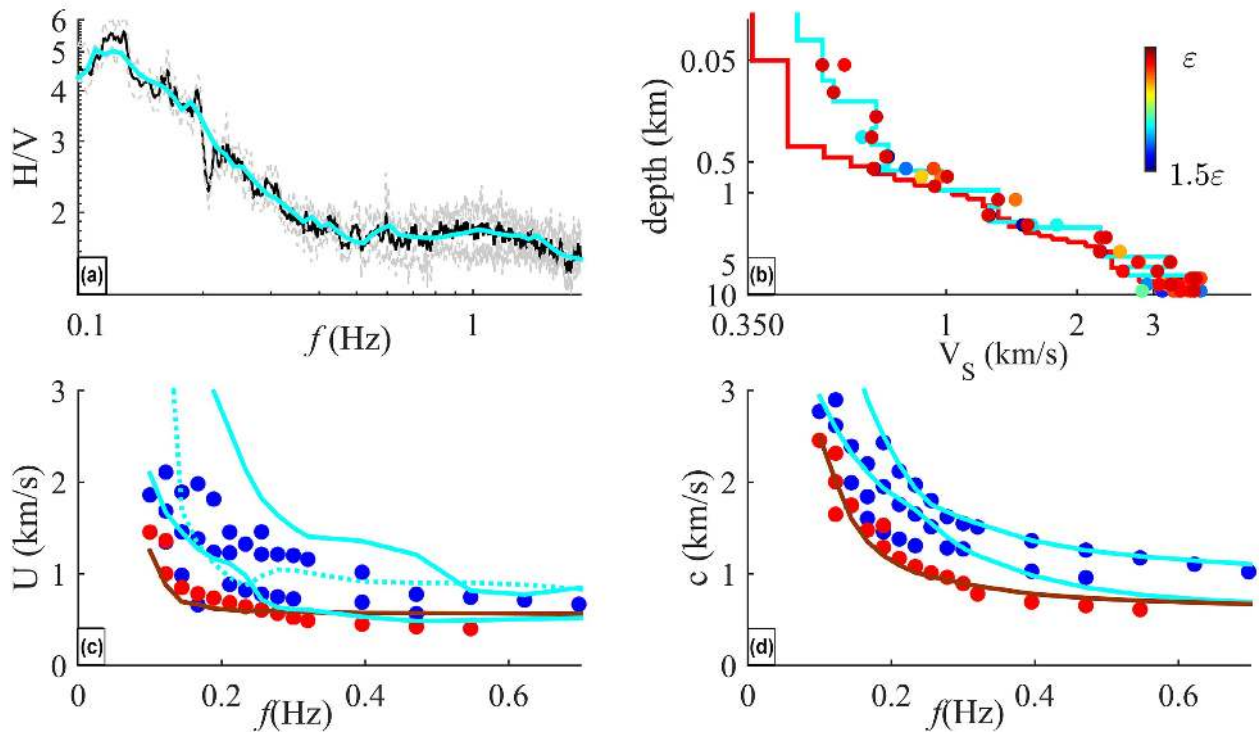 6
5
4
3
2
H/V
(a)
0.1
1
f (Hz)
0.05
0.5
1
5
10
depth (km)
(b)
ε
1.5ε
0.350
1
2
3
V_S (km/s)
3
2
1
0
U (km/s)
(c)
0
0.2
0.4
0.6
f(Hz)
3
2
1
0
c (km/s)
(d)
0
0.2
0.4
0.6
f(Hz)